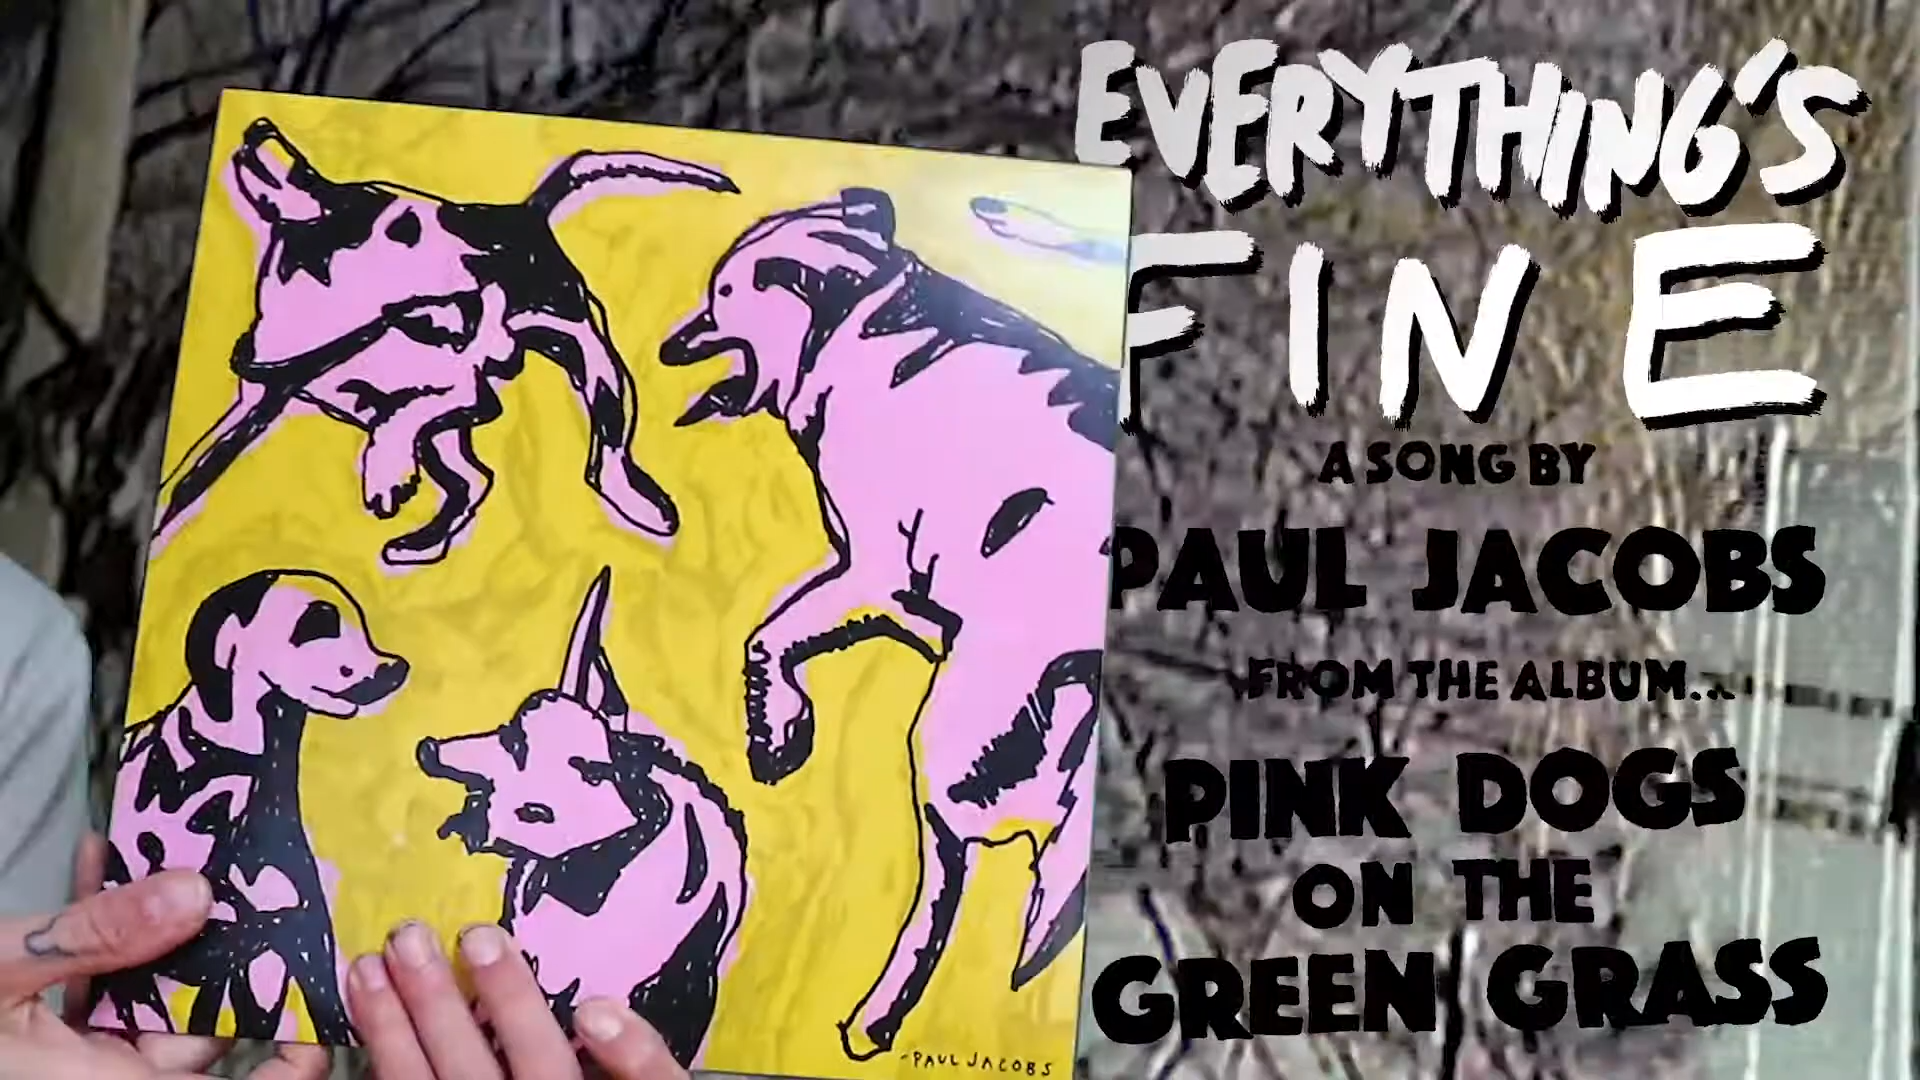 EVERYTHING'S
FINE
A SONG BY
PAUL JACOBS
FROM THE ALBUM...
PINK DOGS
ON THE
GREEN GRASS
-PAUL JACOBS